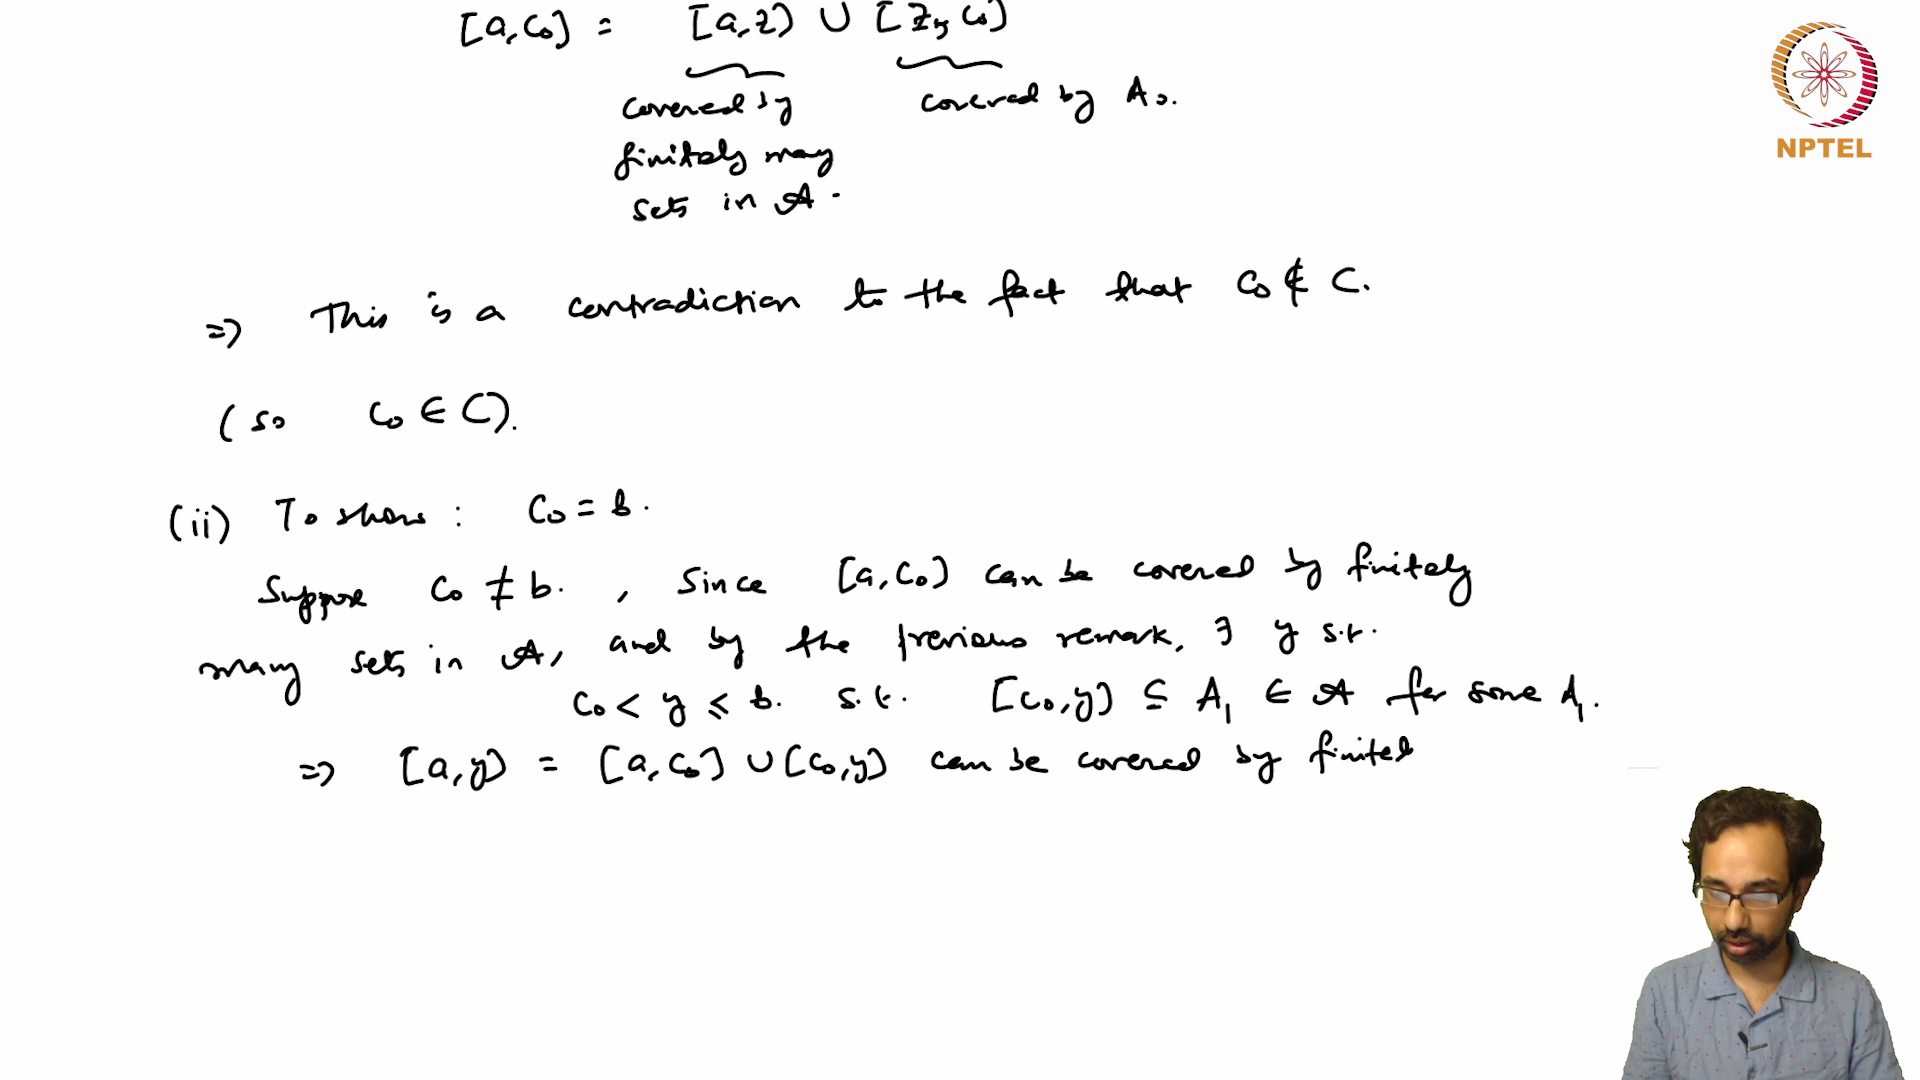 [a, c₀] = [a, z) ∪ [z, c₀]
covered by covered by A₀.
finitely may
sets in 𝒜.
NPTEL
⇒ This is a contradiction to the fact that c₀ ∉ C.
(so c₀ ∈ C).
(ii) To show : c₀ = b.
Suppose c₀ ≠ b. , Since [a, c₀] can be covered by finitely
many sets in 𝒜, and by the previous remark, ∃ y s.t.
c₀ < y ⩽ b. s.t. [c₀, y) ⊆ A₁ ∈ 𝒜 for some A₁.
⇒ [a, y) = [a, c₀] ∪ [c₀, y) can be covered by finitel